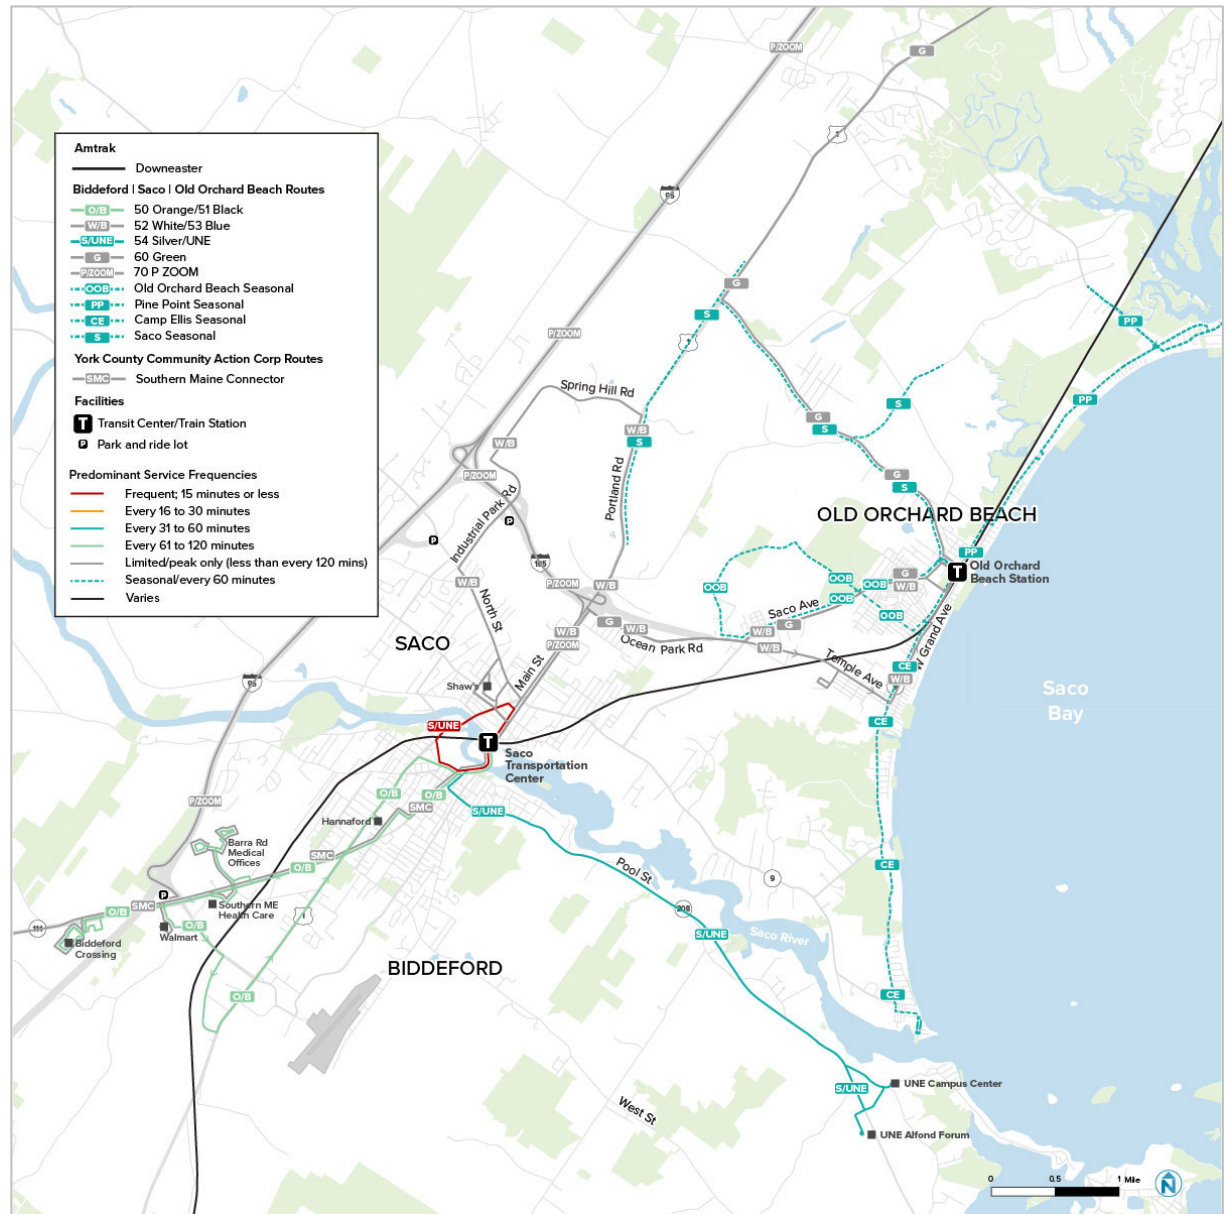 Amtrak
Downeaster
Biddeford | Saco | Old Orchard Beach Routes
O/B 50 Orange/51 Black
W/B 52 White/53 Blue
S/UNE 54 Silver/UNE
G 60 Green
P/ZOOM 70 P ZOOM
OOB Old Orchard Beach Seasonal
PP Pine Point Seasonal
CE Camp Ellis Seasonal
S Saco Seasonal
York County Community Action Corp Routes
SMC Southern Maine Connector
Facilities
T Transit Center/Train Station
P Park and ride lot
Predominant Service Frequencies
Frequent; 15 minutes or less
Every 16 to 30 minutes
Every 31 to 60 minutes
Every 61 to 120 minutes
Limited/peak only (less than every 120 mins)
Seasonal/every 60 minutes
Varies
P/ZOOM
G
1
95
G
S
1
PP
P/ZOOM
Spring Hill Rd
PP
S
G
S
W/B
S
W/B
P/ZOOM
G
S
Portland Rd
Industrial Park Rd
P
P
OLD ORCHARD BEACH
PP
T
Old Orchard
Beach Station
195
P/ZOOM
W/B
W/B
OOB
OOB
OOB
G
W/B
OOB
Saco Ave
OOB
North St
G
W/B
W/B
P/ZOOM
W/B
G
W/B
Ocean Park Rd
Temple Ave
W Grand Ave
CE
W/B
SACO
Main St
Shaw's
95
CE
Saco
Bay
S/UNE
T
Saco
Transportation
Center
P/ZOOM
O/B
O/B
SMC
S/UNE
Hannaford
Barra Rd
Medical
Offices
SMC
O/B
Pool St
CE
9
P
SMC
O/B
111
Southern ME
Health Care
1
208
S/UNE
Saco River
O/B
Walmart
Biddeford
Crossing
BIDDEFORD
O/B
CE
S/UNE
UNE Campus Center
West St
UNE Alfond Forum
0 0.5 1 Mile
N